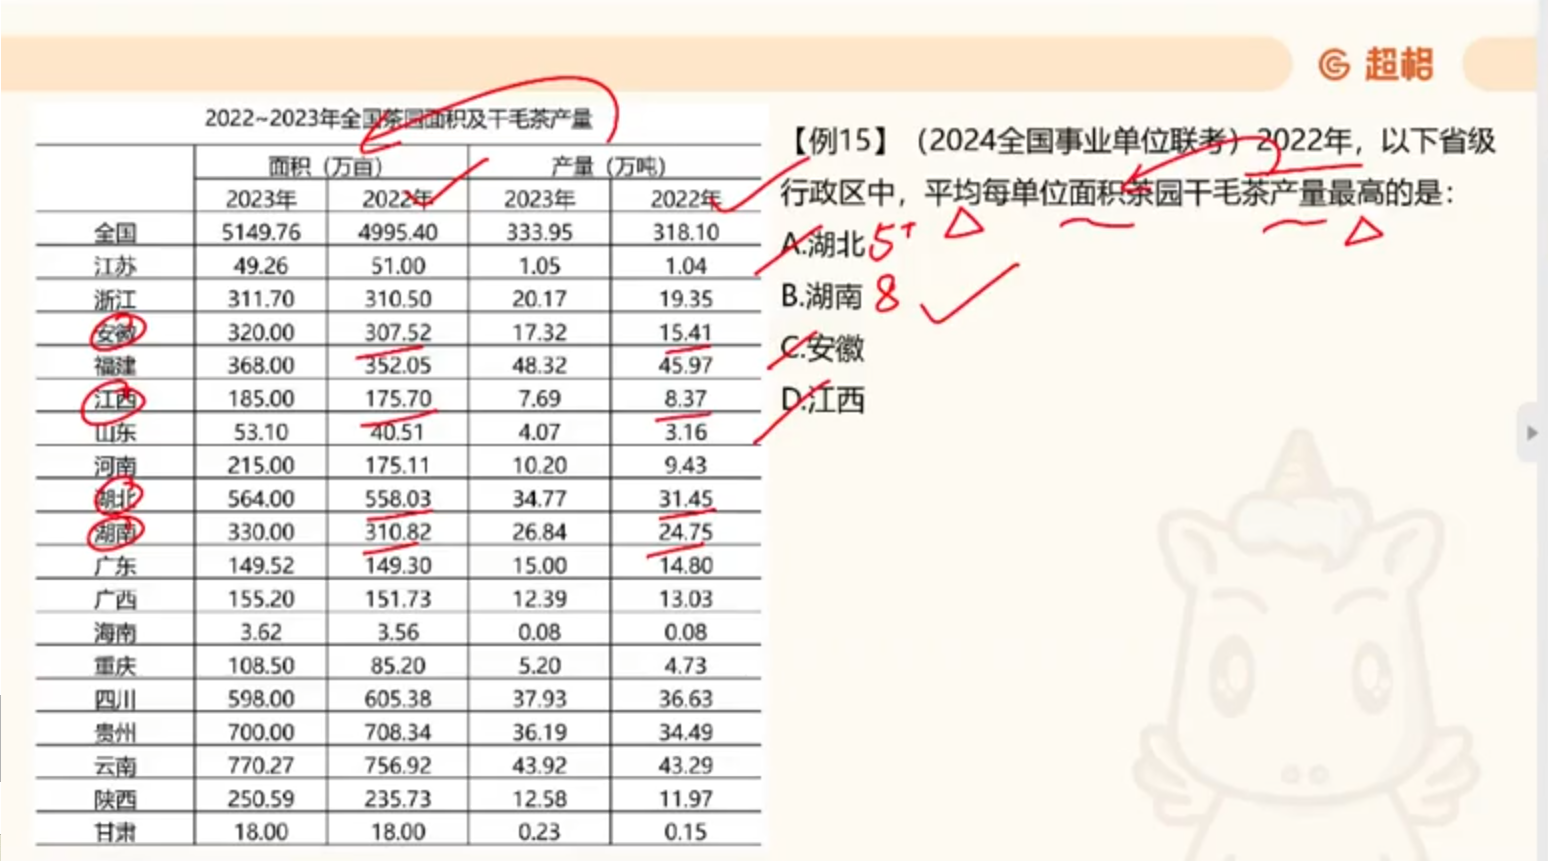 超格
2022~2023年全国茶园面积及干毛茶产量
面积（万亩） 产量（万吨）
2023年 2022年 2023年 2022年
全国 5149.76 4995.40 333.95 318.10
江苏 49.26 51.00 1.05 1.04
浙江 311.70 310.50 20.17 19.35
安徽 320.00 307.52 17.32 15.41
福建 368.00 352.05 48.32 45.97
江西 185.00 175.70 7.69 8.37
山东 53.10 40.51 4.07 3.16
河南 215.00 175.11 10.20 9.43
湖北 564.00 558.03 34.77 31.45
湖南 330.00 310.82 26.84 24.75
广东 149.52 149.30 15.00 14.80
广西 155.20 151.73 12.39 13.03
海南 3.62 3.56 0.08 0.08
重庆 108.50 85.20 5.20 4.73
四川 598.00 605.38 37.93 36.63
贵州 700.00 708.34 36.19 34.49
云南 770.27 756.92 43.92 43.29
陕西 250.59 235.73 12.58 11.97
甘肃 18.00 18.00 0.23 0.15
【例15】（2024全国事业单位联考）2022年，以下省级
行政区中，平均每单位面积茶园干毛茶产量最高的是：
A.湖北 5+
B.湖南 8
C.安徽
D.江西